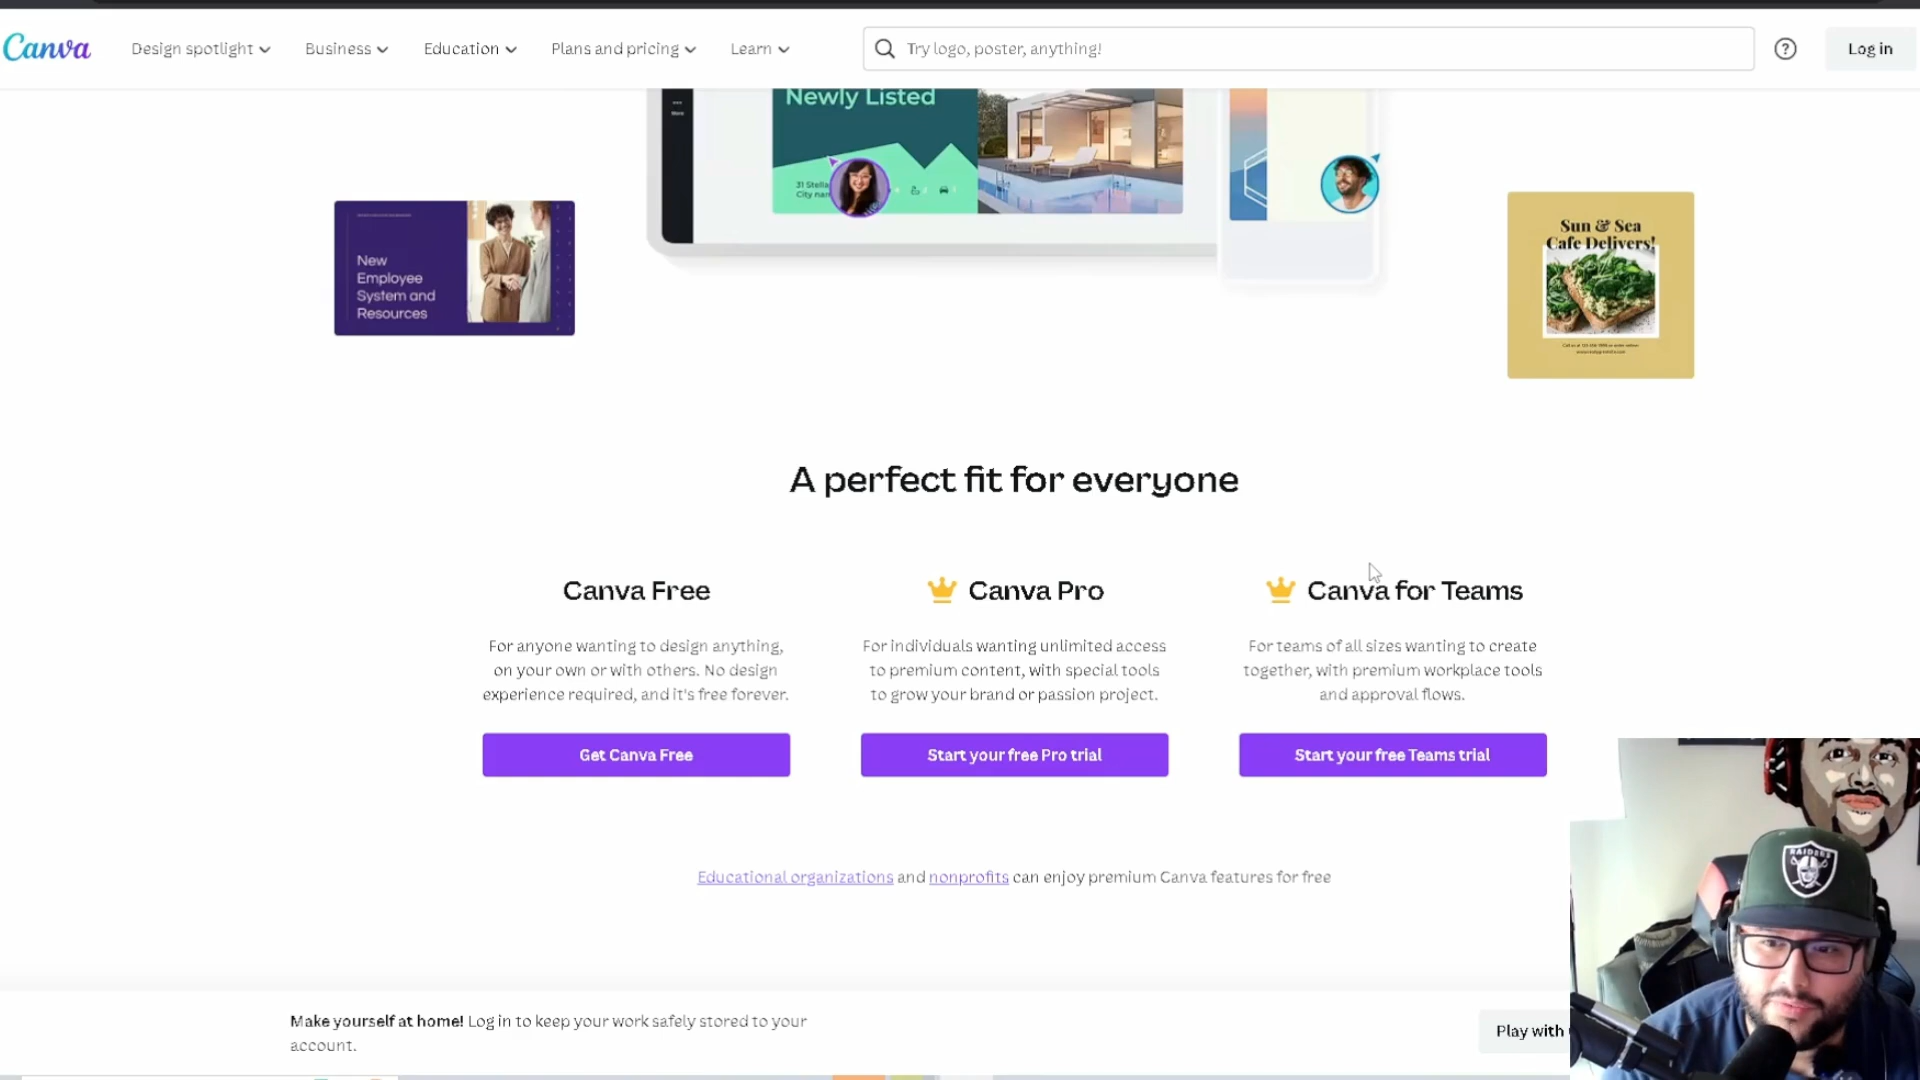 Canva
Design spotlight
Business
Education
Plans and pricing
Learn
Try logo, poster, anything!
Log in
Newly Listed
More
31 Stella
City nam
New
Employee
System and
Resources
Sun & Sea
Cafe Delivers!
A perfect fit for everyone
Canva Free
For anyone wanting to design anything,
on your own or with others. No design
experience required, and it's free forever.
Get Canva Free
Canva Pro
For individuals wanting unlimited access
to premium content, with special tools
to grow your brand or passion project.
Start your free Pro trial
Canva for Teams
For teams of all sizes wanting to create
together, with premium workplace tools
and approval flows.
Start your free Teams trial
Educational organizations and nonprofits can enjoy premium Canva features for free
RAIDERS
Make yourself at home! Log in to keep your work safely stored to your
account.
Play with